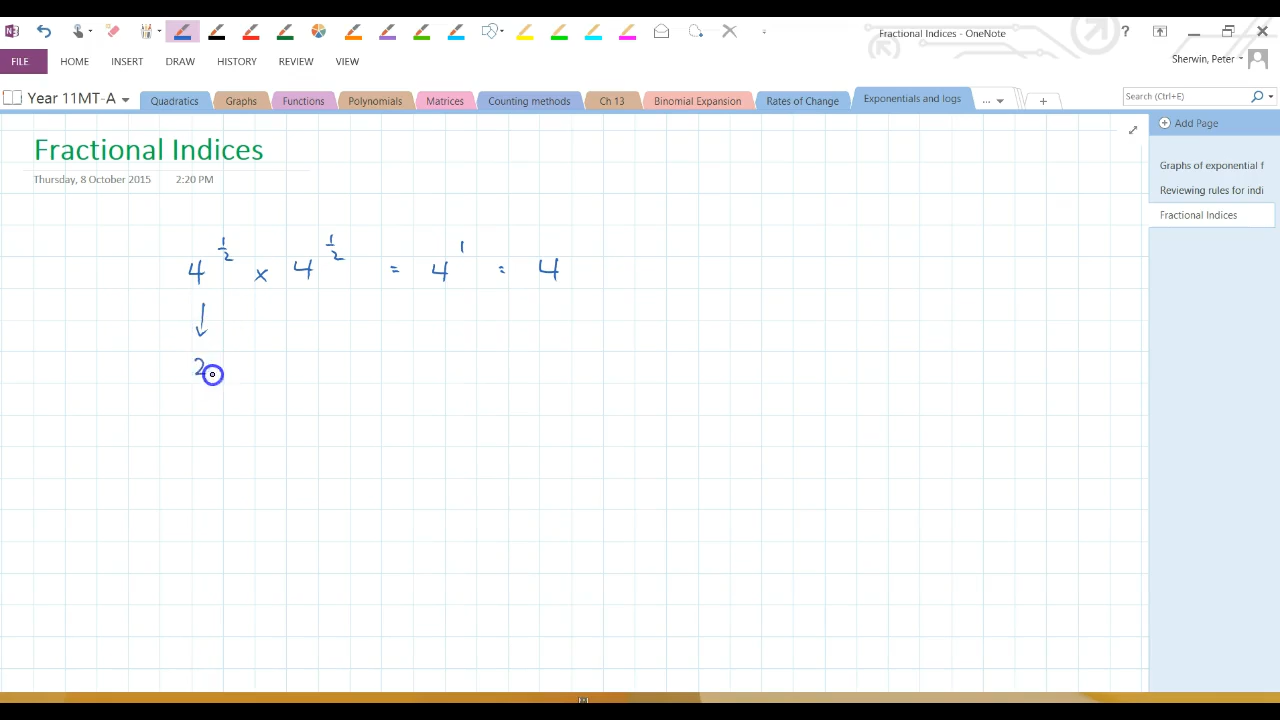 Fractional Indices - OneNote
?
Sherwin, Peter
FILE HOME INSERT DRAW HISTORY REVIEW VIEW
Year 11MT-A
Quadratics Graphs Functions Polynomials Matrices Counting methods Ch 13 Binomial Expansion Rates of Change Exponentials and logs ... +
Search (Ctrl+E)
Add Page
Graphs of exponential f
Reviewing rules for indi
Fractional Indices
Fractional Indices
Thursday, 8 October 2015 2:20 PM
4^½ × 4^½ = 4^1 = 4
↓
2